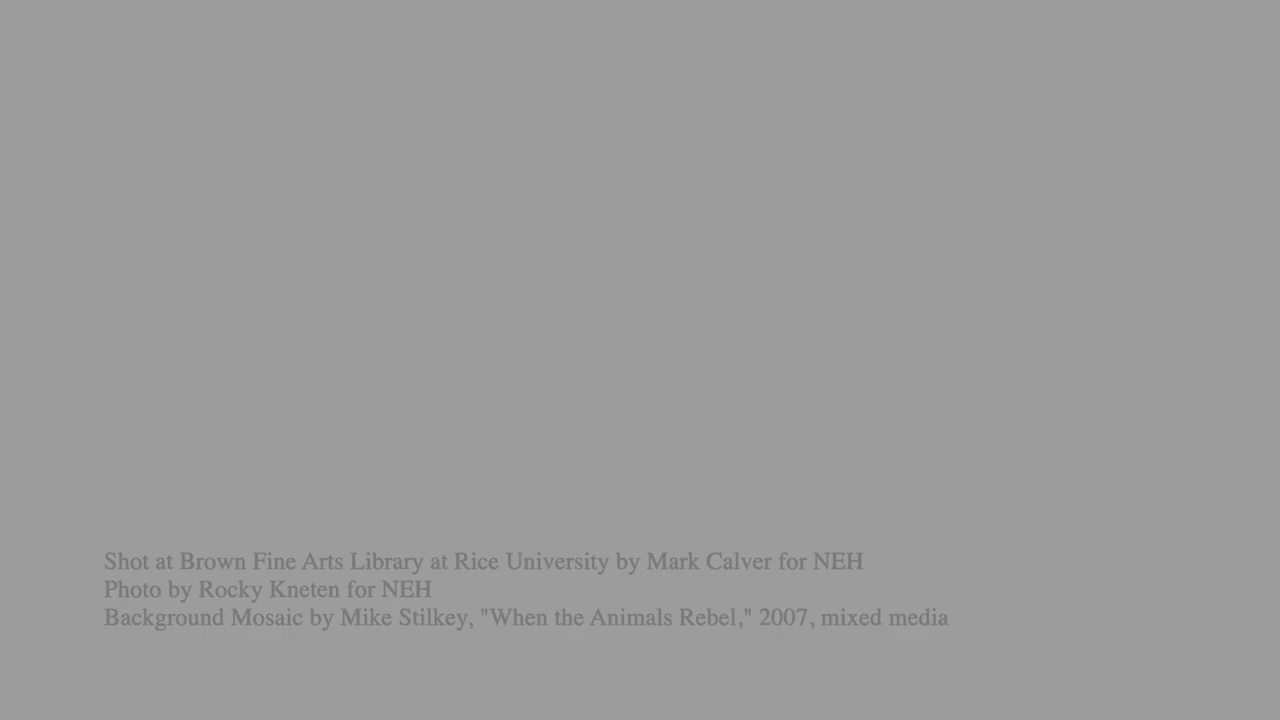 Shot at Brown Fine Arts Library at Rice University by Mark Calver for NEH
Photo by Rocky Kneten for NEH
Background Mosaic by Mike Stilkey, "When the Animals Rebel," 2007, mixed media